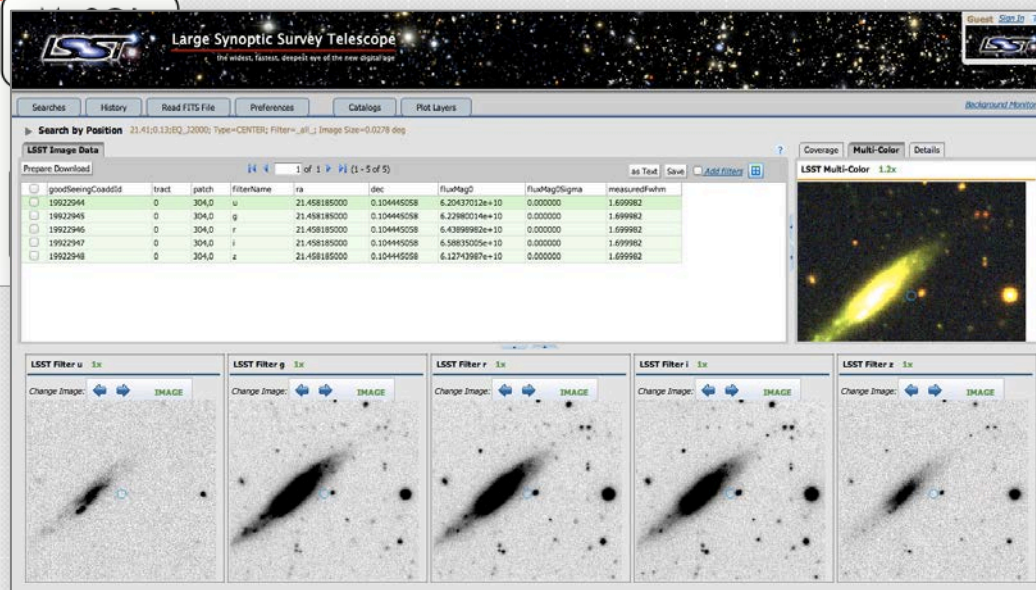 LSST
Large Synoptic Survey Telescope
the widest, fastest, deepest eye of the new digital age
Guest Sign In
LSST
Searches History Read FITS File Preferences Catalogs Plot Layers
Background Monitor
Search by Position 21.41;0.13;EQ_J2000; Type=CENTER; Filter=_all_; Image Size=0.0278 deg
LSST Image Data ? Coverage Multi-Color Details
Prepare Download 1 of 1 (1 - 5 of 5) as Text Save Add filters LSST Multi-Color 1.2x
goodSeeingCoaddId tract patch filterName ra dec fluxMag0 fluxMag0Sigma measuredFwhm
19922944 0 304,0 u 21.458185000 0.104445058 6.20437012e+10 0.000000 1.699982
19922945 0 304,0 g 21.458185000 0.104445058 6.22980014e+10 0.000000 1.699982
19922946 0 304,0 r 21.458185000 0.104445058 6.43898982e+10 0.000000 1.699982
19922947 0 304,0 i 21.458185000 0.104445058 6.58835005e+10 0.000000 1.699982
19922948 0 304,0 z 21.458185000 0.104445058 6.12743987e+10 0.000000 1.699982
LSST Filter u 1x LSST Filter g 1x LSST Filter r 1x LSST Filter i 1x LSST Filter z 1x
Change Image: IMAGE Change Image: IMAGE Change Image: IMAGE Change Image: IMAGE Change Image: IMAGE